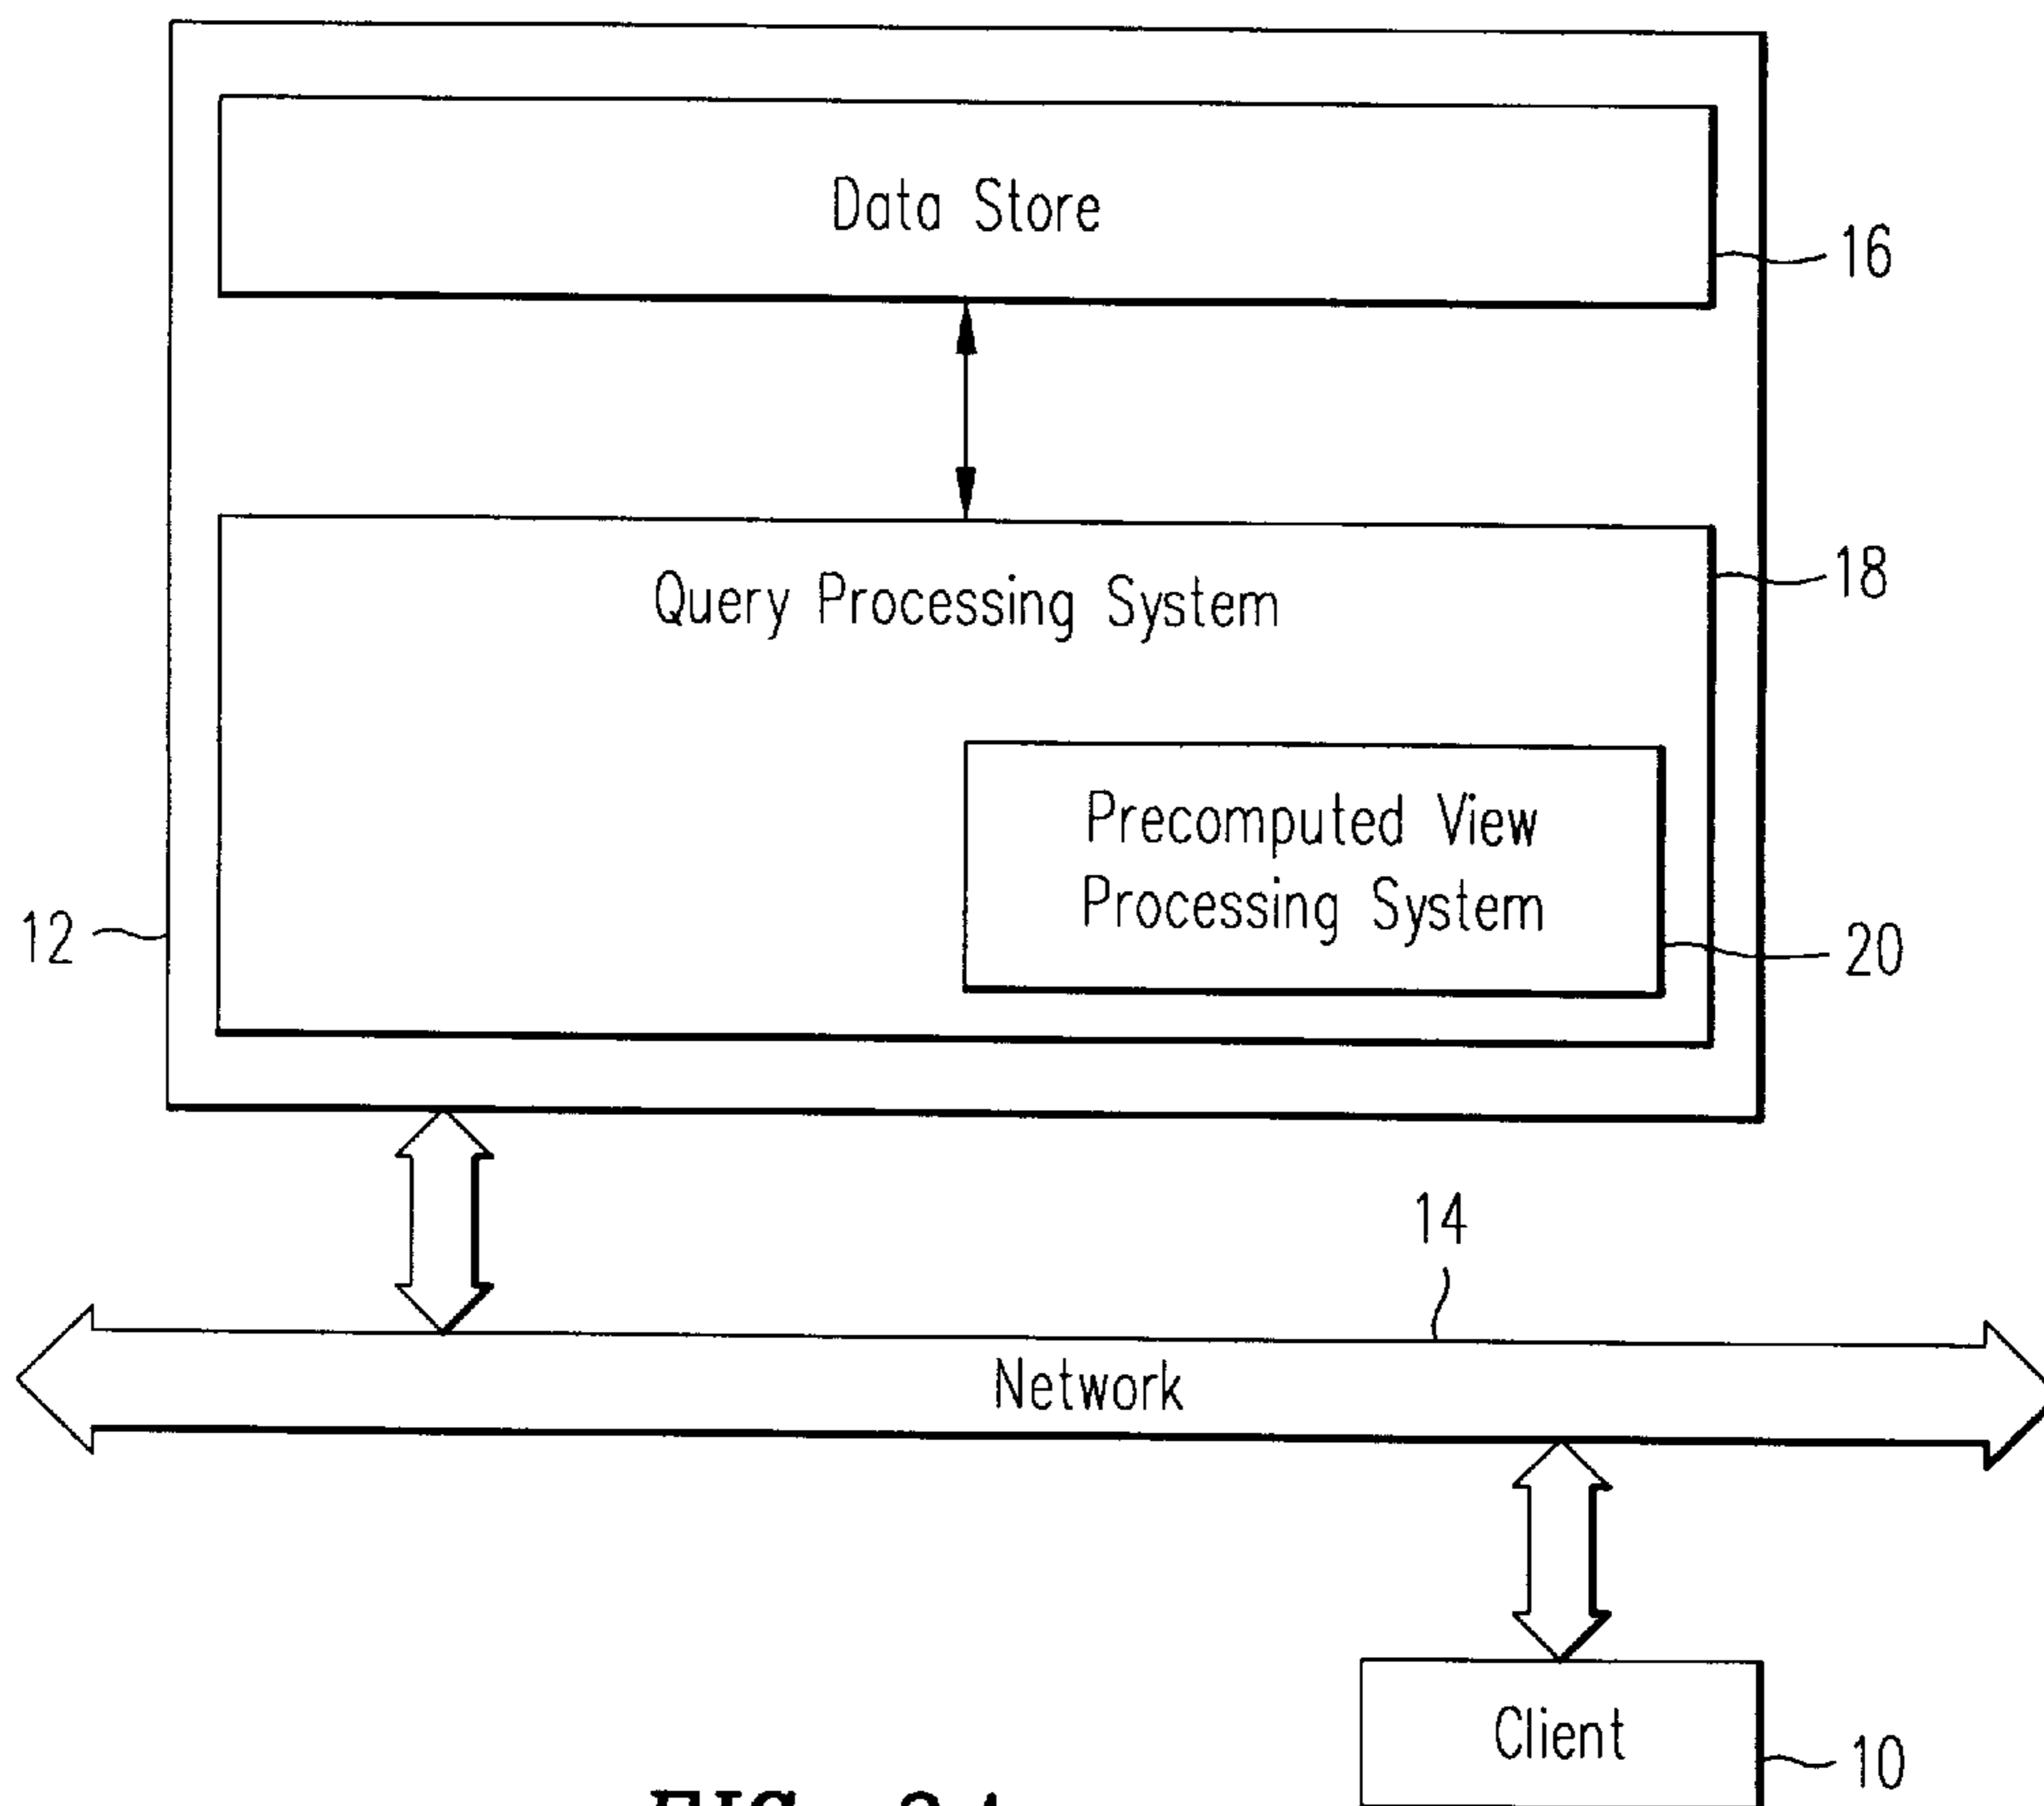 Data Store
16
Query Processing System
18
Precomputed View
Processing System
12
20
14
Network
Client
10